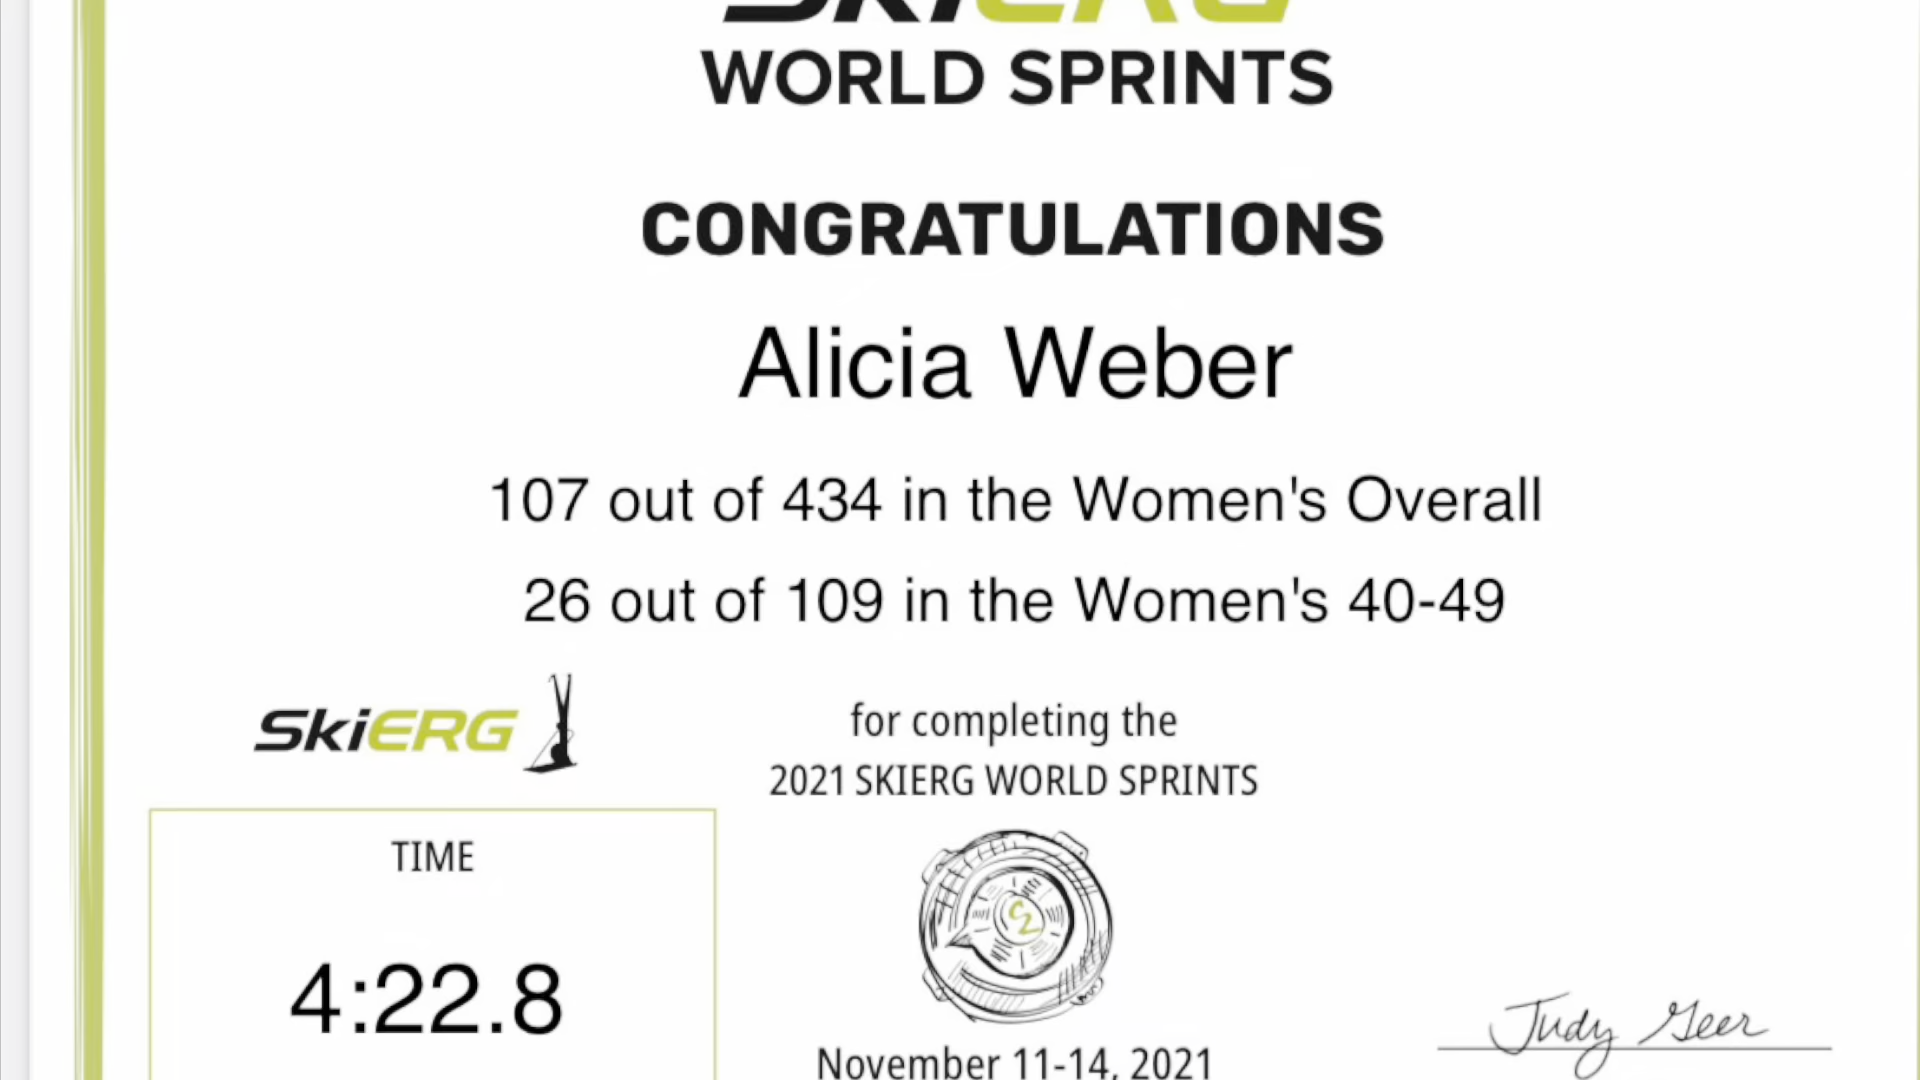 SkiERG
WORLD SPRINTS
CONGRATULATIONS
Alicia Weber
107 out of 434 in the Women's Overall
26 out of 109 in the Women's 40-49
SkiERG
for completing the
2021 SKIERG WORLD SPRINTS
TIME
4:22.8
November 11-14, 2021
Judy Geer